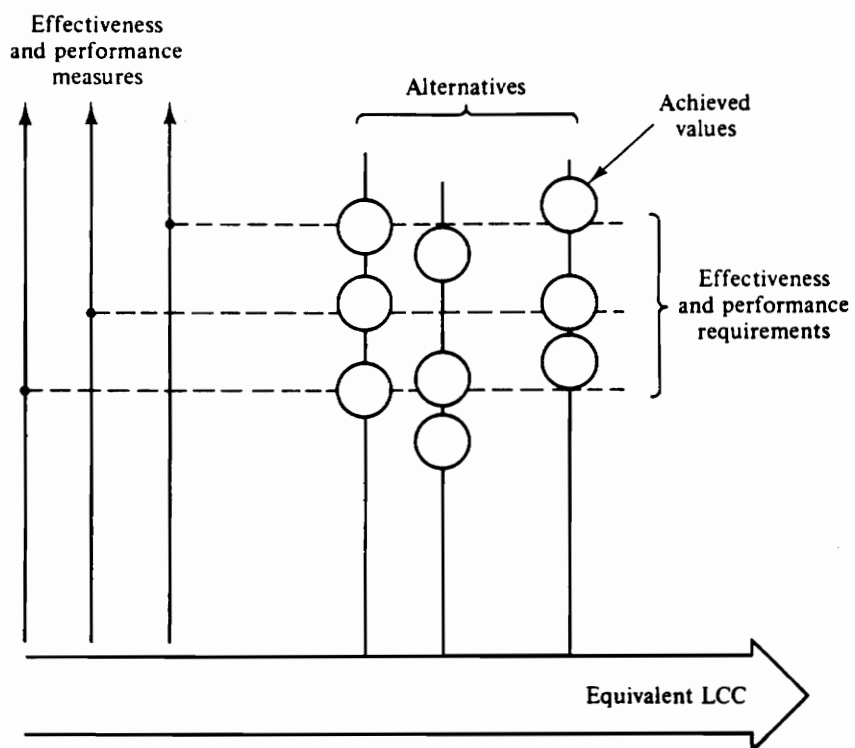 Effectiveness
and performance
measures
Alternatives
Achieved
values
Effectiveness
and performance
requirements
Equivalent LCC